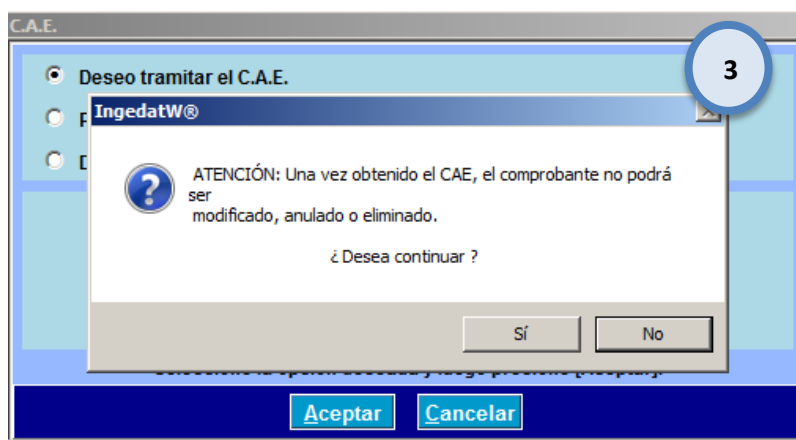 C.A.E.
3
Deseo tramitar el C.A.E.
IngedatW®
ATENCIÓN: Una vez obtenido el CAE, el comprobante no podrá
ser
modificado, anulado o eliminado.
¿ Desea continuar ?
Sí No
Aceptar Cancelar